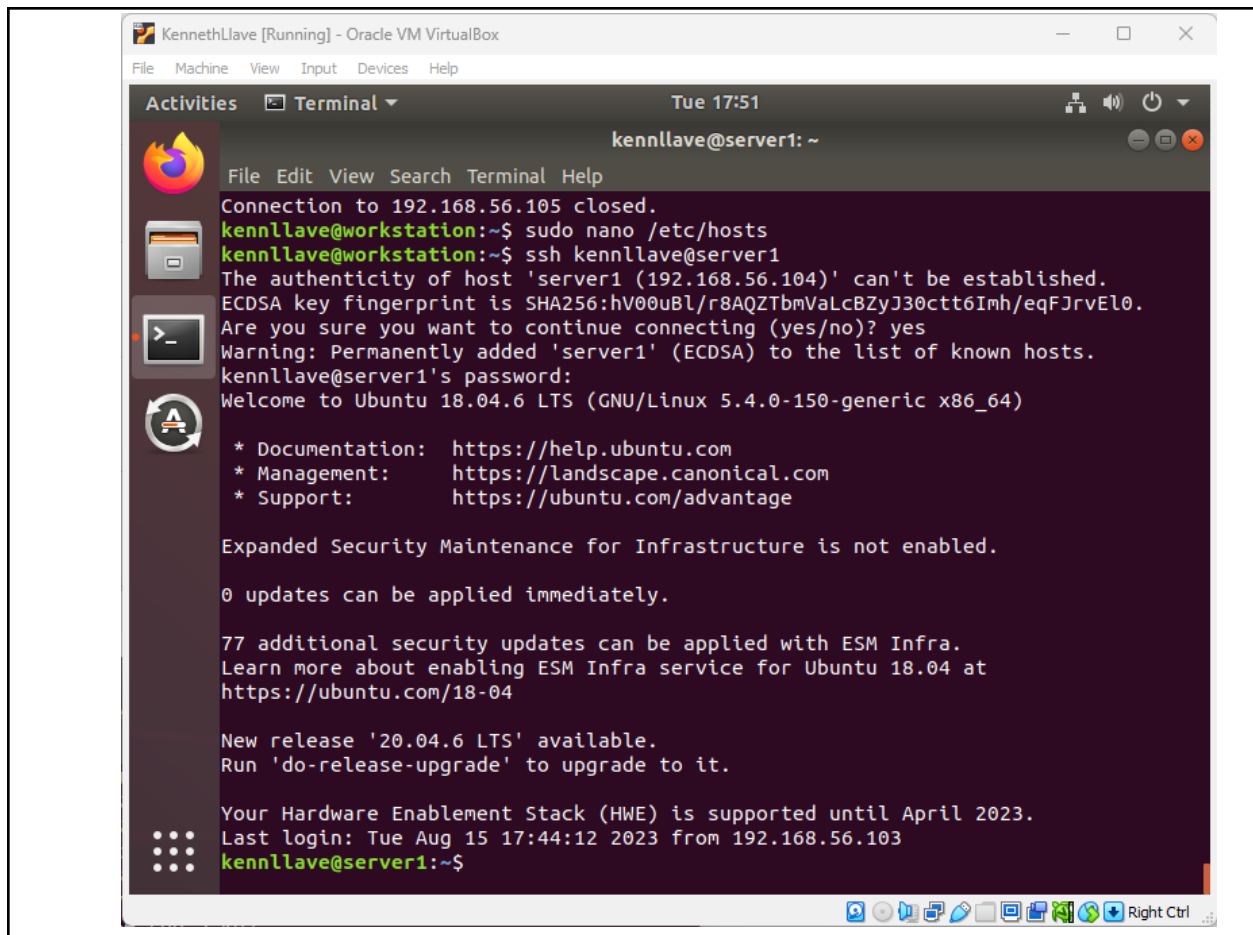 KennethLlave [Running] - Oracle VM VirtualBox
File Machine View Input Devices Help
Activities Terminal Tue 17:51
kennllave@server1: ~
File Edit View Search Terminal Help
Connection to 192.168.56.105 closed.
kennllave@workstation:~$ sudo nano /etc/hosts
kennllave@workstation:~$ ssh kennllave@server1
The authenticity of host 'server1 (192.168.56.104)' can't be established.
ECDSA key fingerprint is SHA256:hV00uBl/r8AQZTbmVaLcBZyJ30ctt6Imh/eqFJrvEl0.
Are you sure you want to continue connecting (yes/no)? yes
Warning: Permanently added 'server1' (ECDSA) to the list of known hosts.
kennllave@server1's password:
Welcome to Ubuntu 18.04.6 LTS (GNU/Linux 5.4.0-150-generic x86_64)
* Documentation: https://help.ubuntu.com
* Management: https://landscape.canonical.com
* Support: https://ubuntu.com/advantage
Expanded Security Maintenance for Infrastructure is not enabled.
0 updates can be applied immediately.
77 additional security updates can be applied with ESM Infra.
Learn more about enabling ESM Infra service for Ubuntu 18.04 at
https://ubuntu.com/18-04
New release '20.04.6 LTS' available.
Run 'do-release-upgrade' to upgrade to it.
Your Hardware Enablement Stack (HWE) is supported until April 2023.
Last login: Tue Aug 15 17:44:12 2023 from 192.168.56.103
kennllave@server1:~$
Right Ctrl